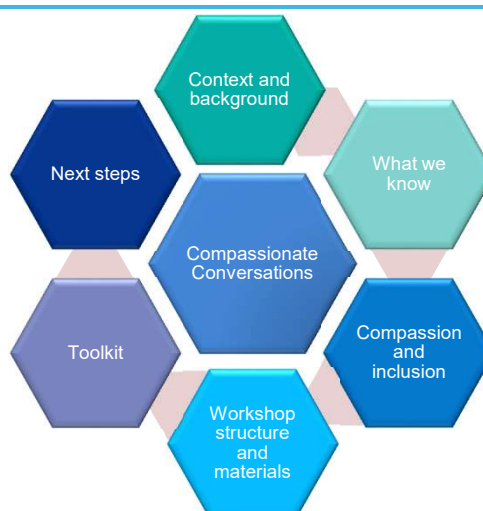 Context and
background
What we
know
Compassion
and
inclusion
Workshop
structure
and
materials
Toolkit
Next steps
Compassionate
Conversations